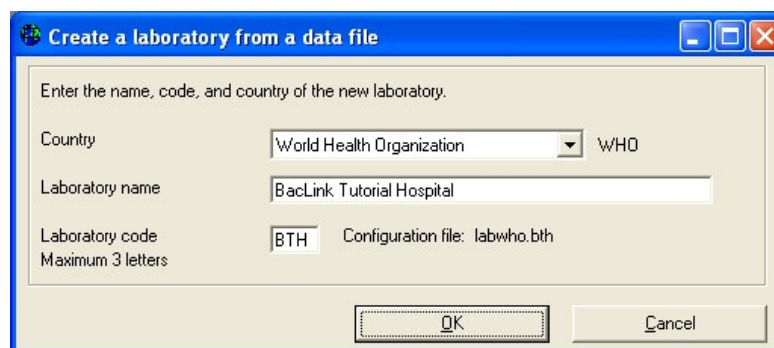 Create a laboratory from a data file
Enter the name, code, and country of the new laboratory.
Country World Health Organization WHO
Laboratory name BacLink Tutorial Hospital
Laboratory code BTH Configuration file: labwho.bth
Maximum 3 letters
OK Cancel